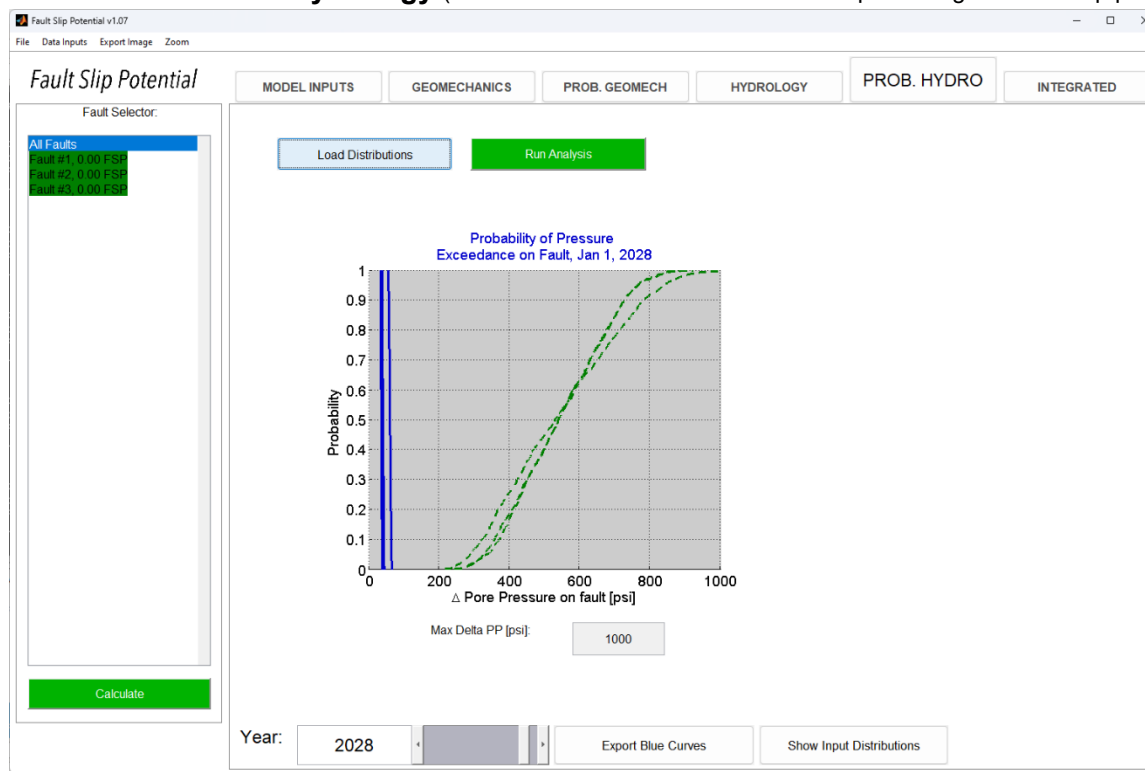 Fault Slip Potential v1.07
File Data Inputs Export Image Zoom
Fault Slip Potential
MODEL INPUTS GEOMECHANICS PROB. GEOMECH HYDROLOGY PROB. HYDRO INTEGRATED
Fault Selector:
All Faults
Fault #1, 0.00 FSP
Fault #2, 0.00 FSP
Fault #3, 0.00 FSP
Calculate
Load Distributions Run Analysis
Probability of Pressure
Exceedance on Fault, Jan 1, 2028
1
0.9
0.8
0.7
0.6
0.5
0.4
0.3
0.2
0.1
0
Probability
0 200 400 600 800 1000
△ Pore Pressure on fault [psi]
Max Delta PP [psi]: 1000
Year: 2028 Export Blue Curves Show Input Distributions